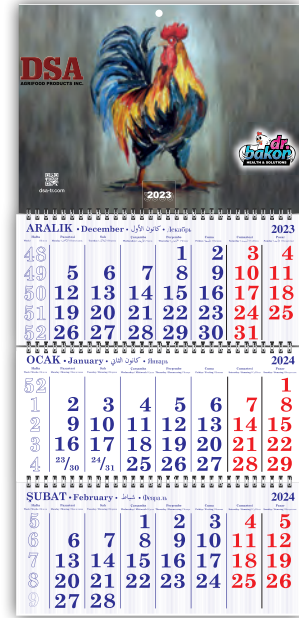 DSA
AGRIFOOD PRODUCTS INC.
dr.
bakon
HEALTH & SOLUTIONS
dsa-tr.com
2023
ARALIK • December • كانون الأول • Декабрь 2023
48 1 2 3 4
49 5 6 7 8 9 10 11
50 12 13 14 15 16 17 18
51 19 20 21 22 23 24 25
52 26 27 28 29 30 31
OCAK • January • كانون الثاني • Январь 2024
52 1
1 2 3 4 5 6 7 8
2 9 10 11 12 13 14 15
3 16 17 18 19 20 21 22
4 23/30 24/31 25 26 27 28 29
ŞUBAT • February • شباط • Февраль 2024
5 1 2 3 4 5
6 6 7 8 9 10 11 12
7 13 14 15 16 17 18 19
8 20 21 22 23 24 25 26
9 27 28